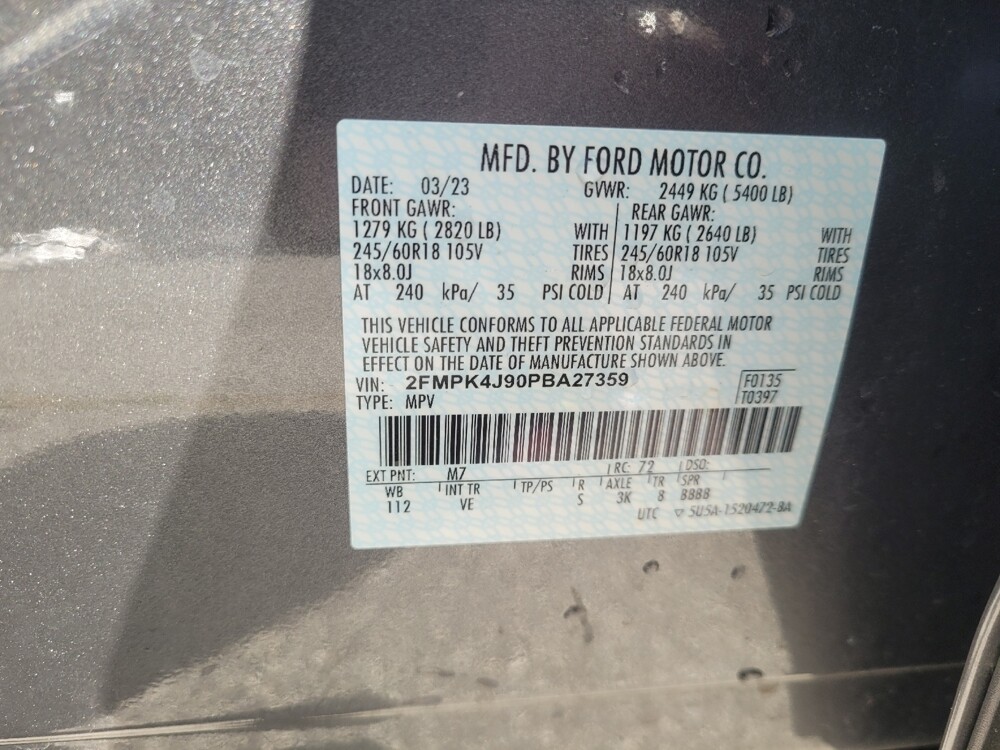 MFD. BY FORD MOTOR CO.
DATE: 03/23 GVWR: 2449 KG ( 5400 LB)
FRONT GAWR: REAR GAWR:
1279 KG ( 2820 LB) WITH 1197 KG ( 2640 LB) WITH
245/60R18 105V TIRES 245/60R18 105V TIRES
18x8.0J RIMS 18x8.0J RIMS
AT 240 kPa/ 35 PSI COLD AT 240 kPa/ 35 PSI COLD
THIS VEHICLE CONFORMS TO ALL APPLICABLE FEDERAL MOTOR
VEHICLE SAFETY AND THEFT PREVENTION STANDARDS IN
EFFECT ON THE DATE OF MANUFACTURE SHOWN ABOVE.
VIN: 2FMPK4J90PBA27359 F0135
TYPE: MPV T0397
EXT PNT: M7 RC: 72 DSO:
WB INT TR TP/PS R AXLE TR SPR
112 VE S 3K 8 BBBB
UTC ▽ 5U5A-1520472-BA